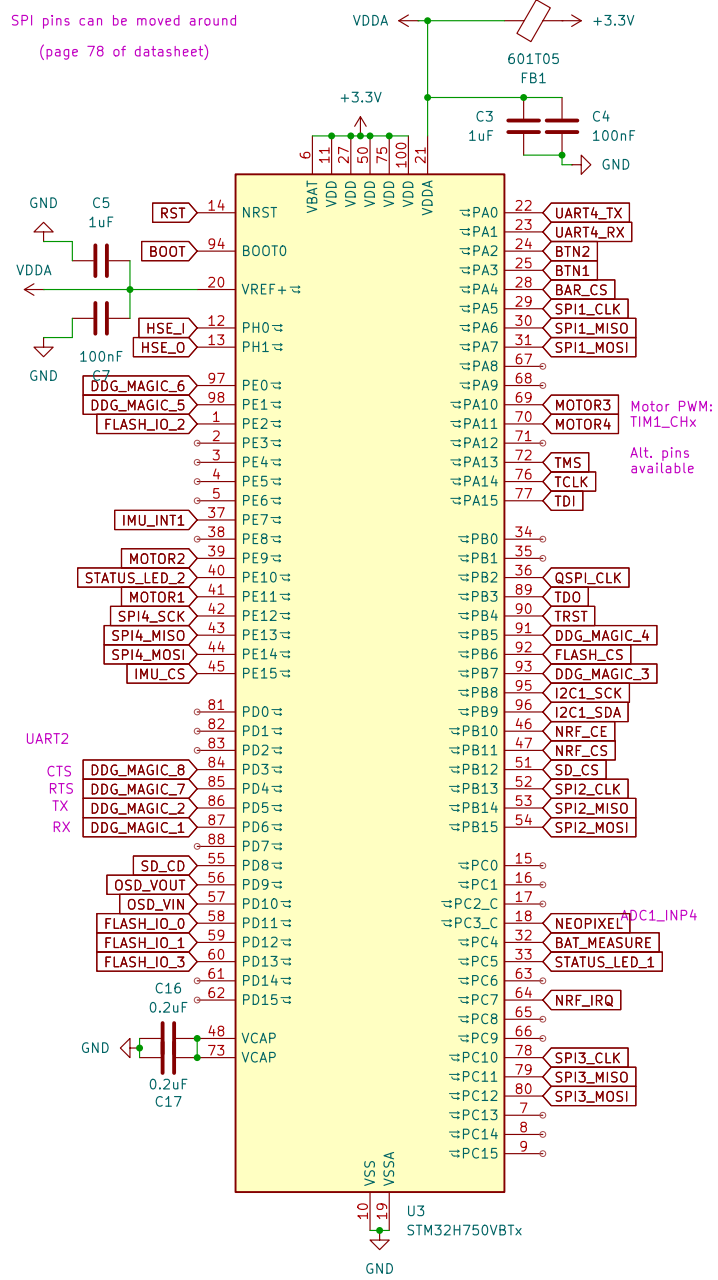 SPI pins can be moved around
(page 78 of datasheet)
VDDA
+3.3V
601T05
FB1
+3.3V
C3
1uF
C4
100nF
GND
6
11
27
50
75
100
21
VBAT
VDD
VDD
VDD
VDD
VDD
VDDA
GND
C5
1uF
VDDA
100nF
C7
GND
RST 14 NRST
BOOT 94 BOOT0
20 VREF+
HSE_I 12 PH0
HSE_O 13 PH1
DDG_MAGIC_6 97 PE0
DDG_MAGIC_5 98 PE1
FLASH_IO_2 1 PE2
2 PE3
3 PE4
4 PE5
5 PE6
IMU_INT1 37 PE7
38 PE8
MOTOR2 39 PE9
STATUS_LED_2 40 PE10
MOTOR1 41 PE11
SPI4_SCK 42 PE12
SPI4_MISO 43 PE13
SPI4_MOSI 44 PE14
IMU_CS 45 PE15
81 PD0
82 PD1
83 PD2
UART2
CTS DDG_MAGIC_8 84 PD3
RTS DDG_MAGIC_7 85 PD4
TX DDG_MAGIC_2 86 PD5
RX DDG_MAGIC_1 87 PD6
88 PD7
SD_CD 55 PD8
OSD_VOUT 56 PD9
OSD_VIN 57 PD10
FLASH_IO_0 58 PD11
FLASH_IO_1 59 PD12
FLASH_IO_3 60 PD13
61 PD14
62 PD15
C16
0.2uF
GND
48 VCAP
73 VCAP
0.2uF
C17
PA0 22 UART4_TX
PA1 23 UART4_RX
PA2 24 BTN2
PA3 25 BTN1
PA4 28 BAR_CS
PA5 29 SPI1_CLK
PA6 30 SPI1_MISO
PA7 31 SPI1_MOSI
PA8 67
PA9 68
PA10 69 MOTOR3
PA11 70 MOTOR4
Motor PWM:
TIM1_CHx
PA12 71
Alt. pins
available
PA13 72 TMS
PA14 76 TCLK
PA15 77 TDI
PB0 34
PB1 35
PB2 36 QSPI_CLK
PB3 89 TDO
PB4 90 TRST
PB5 91 DDG_MAGIC_4
PB6 92 FLASH_CS
PB7 93 DDG_MAGIC_3
PB8 95 I2C1_SCK
PB9 96 I2C1_SDA
PB10 46 NRF_CE
PB11 47 NRF_CS
PB12 51 SD_CS
PB13 52 SPI2_CLK
PB14 53 SPI2_MISO
PB15 54 SPI2_MOSI
PC0 15
PC1 16
PC2_C 17
PC3_C 18 NEOPIXEL
ADC1_INP4
PC4 32 BAT_MEASURE
PC5 33 STATUS_LED_1
PC6 63
PC7 64 NRF_IRQ
PC8 65
PC9 66
PC10 78 SPI3_CLK
PC11 79 SPI3_MISO
PC12 80 SPI3_MOSI
PC13 7
PC14 8
PC15 9
VSS
VSSA
10
19
U3
STM32H750VBTx
GND